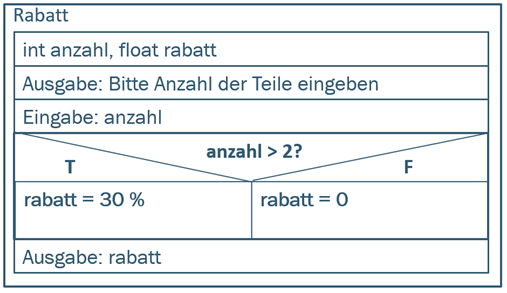 Rabatt
int anzahl, float rabatt
Ausgabe: Bitte Anzahl der Teile eingeben
Eingabe: anzahl
anzahl > 2?
T F
rabatt = 30 % rabatt = 0
Ausgabe: rabatt